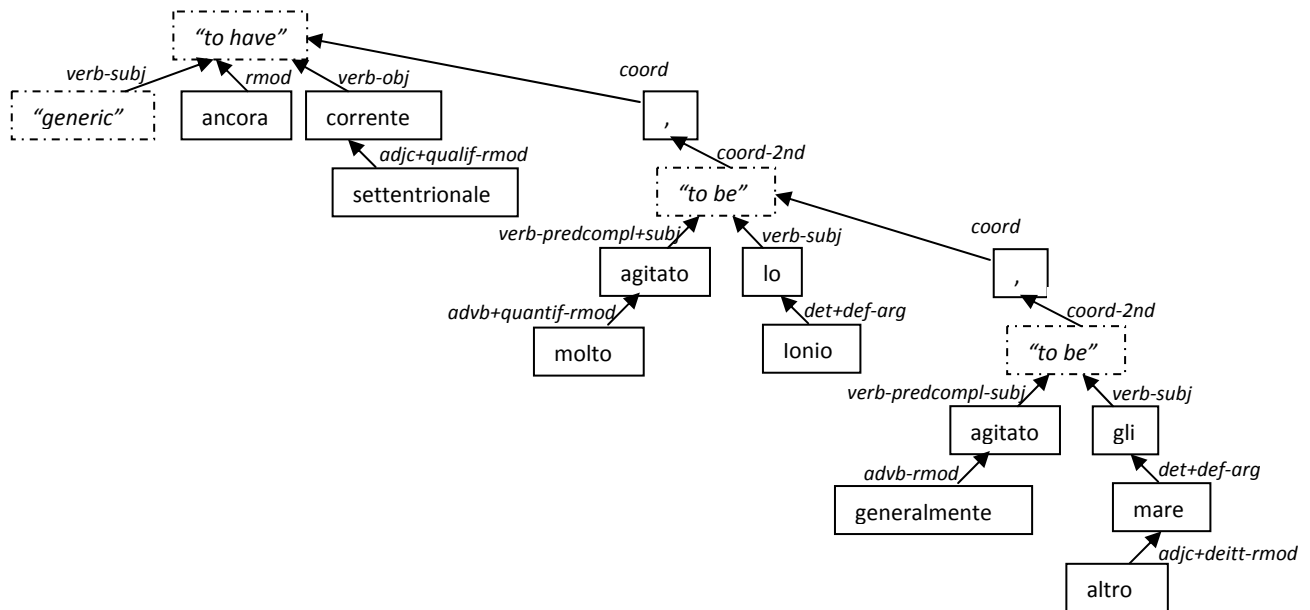 “to have”
verb-subj
rmod
verb-obj
coord
“generic”
ancora
corrente
,
adjc+qualif-rmod
coord-2nd
settentrionale
“to be”
verb-predcompl+subj
verb-subj
coord
agitato
lo
,
advb+quantif-rmod
det+def-arg
coord-2nd
molto
Ionio
“to be”
verb-predcompl-subj
verb-subj
agitato
gli
advb-rmod
det+def-arg
generalmente
mare
adjc+deitt-rmod
altro